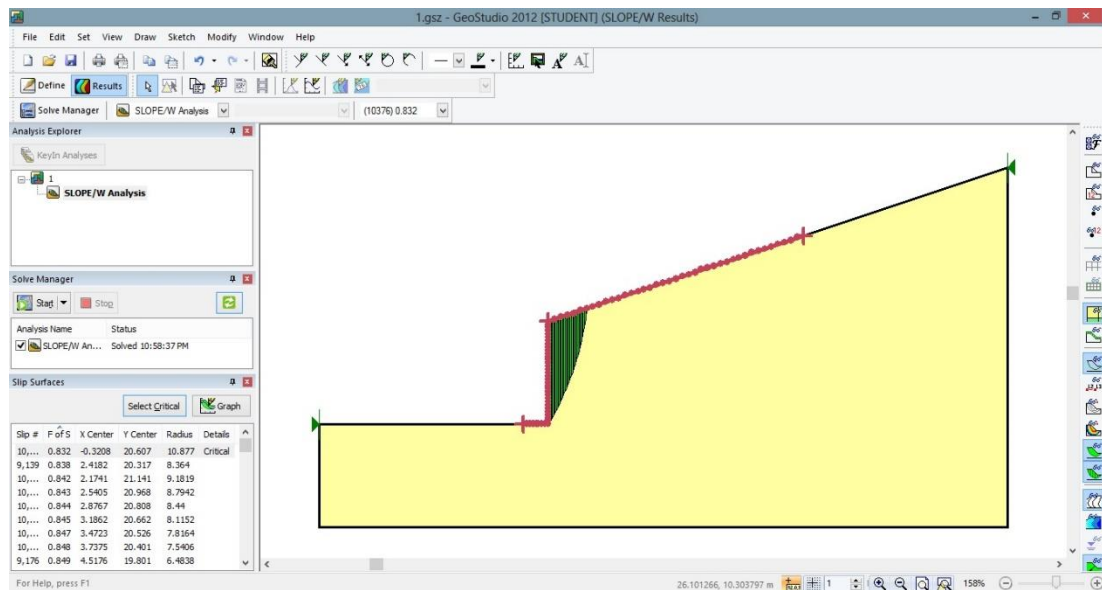 1.gsz - GeoStudio 2012 [STUDENT] (SLOPE/W Results)
File Edit Set View Draw Sketch Modify Window Help
Define Results
Solve Manager SLOPE/W Analysis (10376) 0.832
Analysis Explorer
KeyIn Analyses
1
SLOPE/W Analysis
Solve Manager
Start Stop
Analysis Name Status
SLOPE/W An... Solved 10:58:37 PM
Slip Surfaces
Select Critical Graph
Slip # F of S X Center Y Center Radius Details
10,... 0.832 -0.3208 20.607 10.877 Critical
9,139 0.838 2.4182 20.317 8.364
10,... 0.842 2.1741 21.141 9.1819
10,... 0.843 2.5405 20.968 8.7942
10,... 0.844 2.8767 20.808 8.44
10,... 0.845 3.1862 20.662 8.1152
10,... 0.847 3.4723 20.526 7.8164
10,... 0.848 3.7375 20.401 7.5406
9,176 0.849 4.5176 19.801 6.4838
For Help, press F1
26.101266, 10.303797 m 1 158%